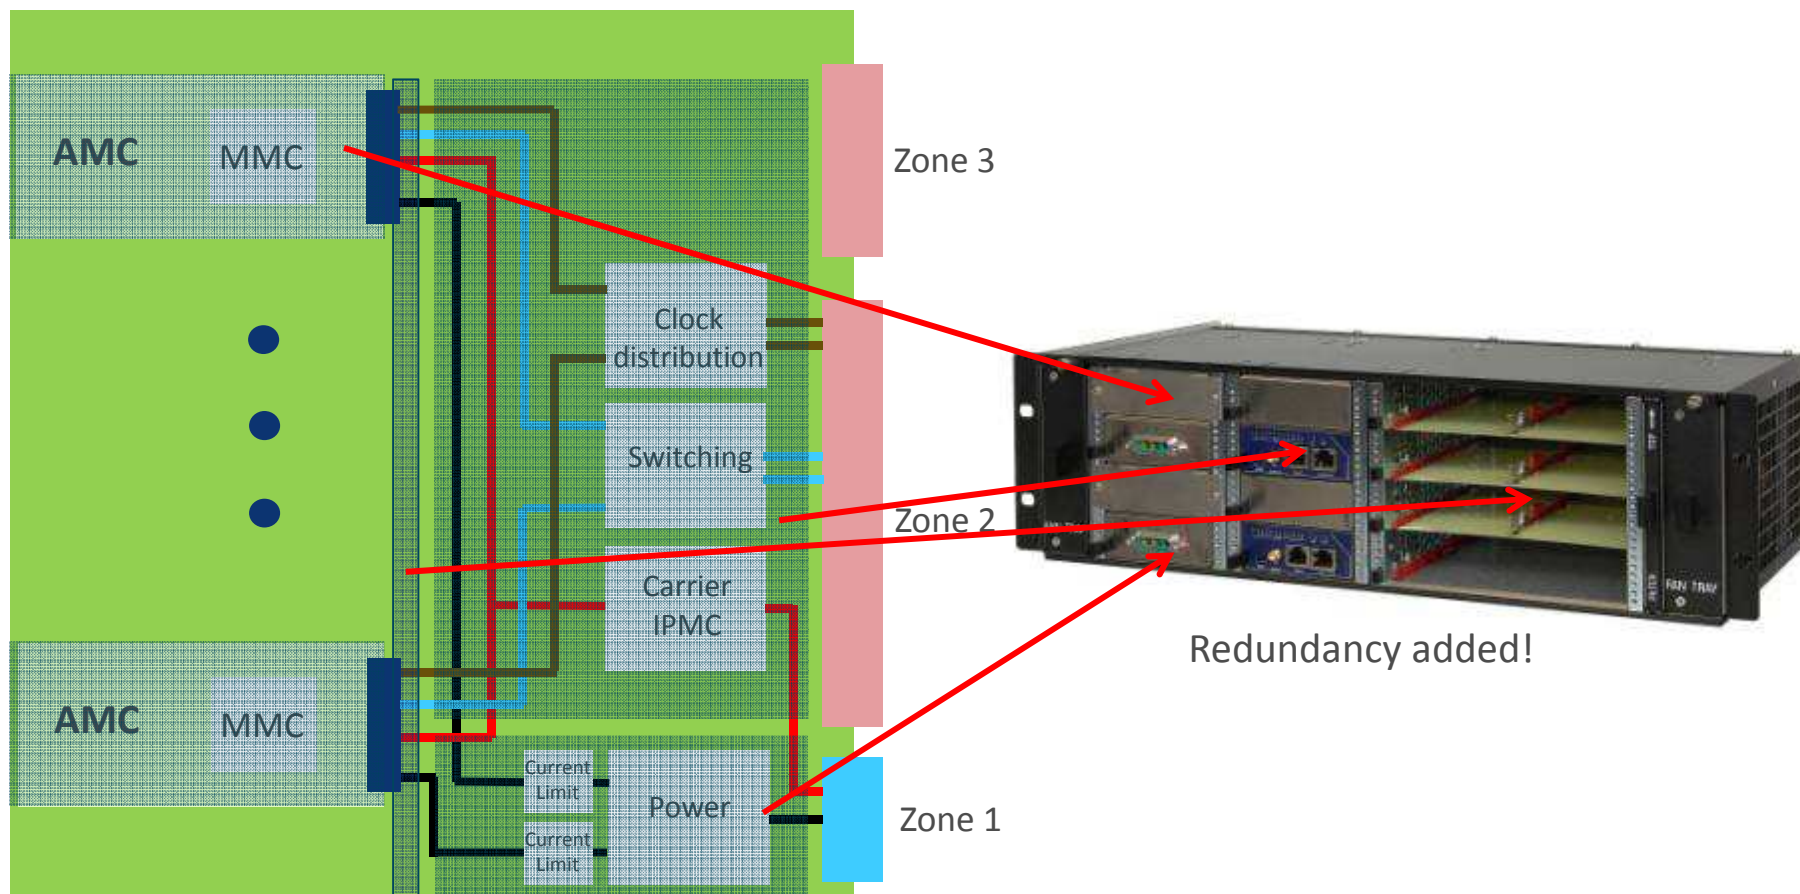 AMC
MMC
Zone 3
Clock
distribution
Switching
Zone 2
Carrier
IPMC
AMC
MMC
Current
Limit
Current
Limit
Power
Zone 1
FAN TRAY
Redundancy added!